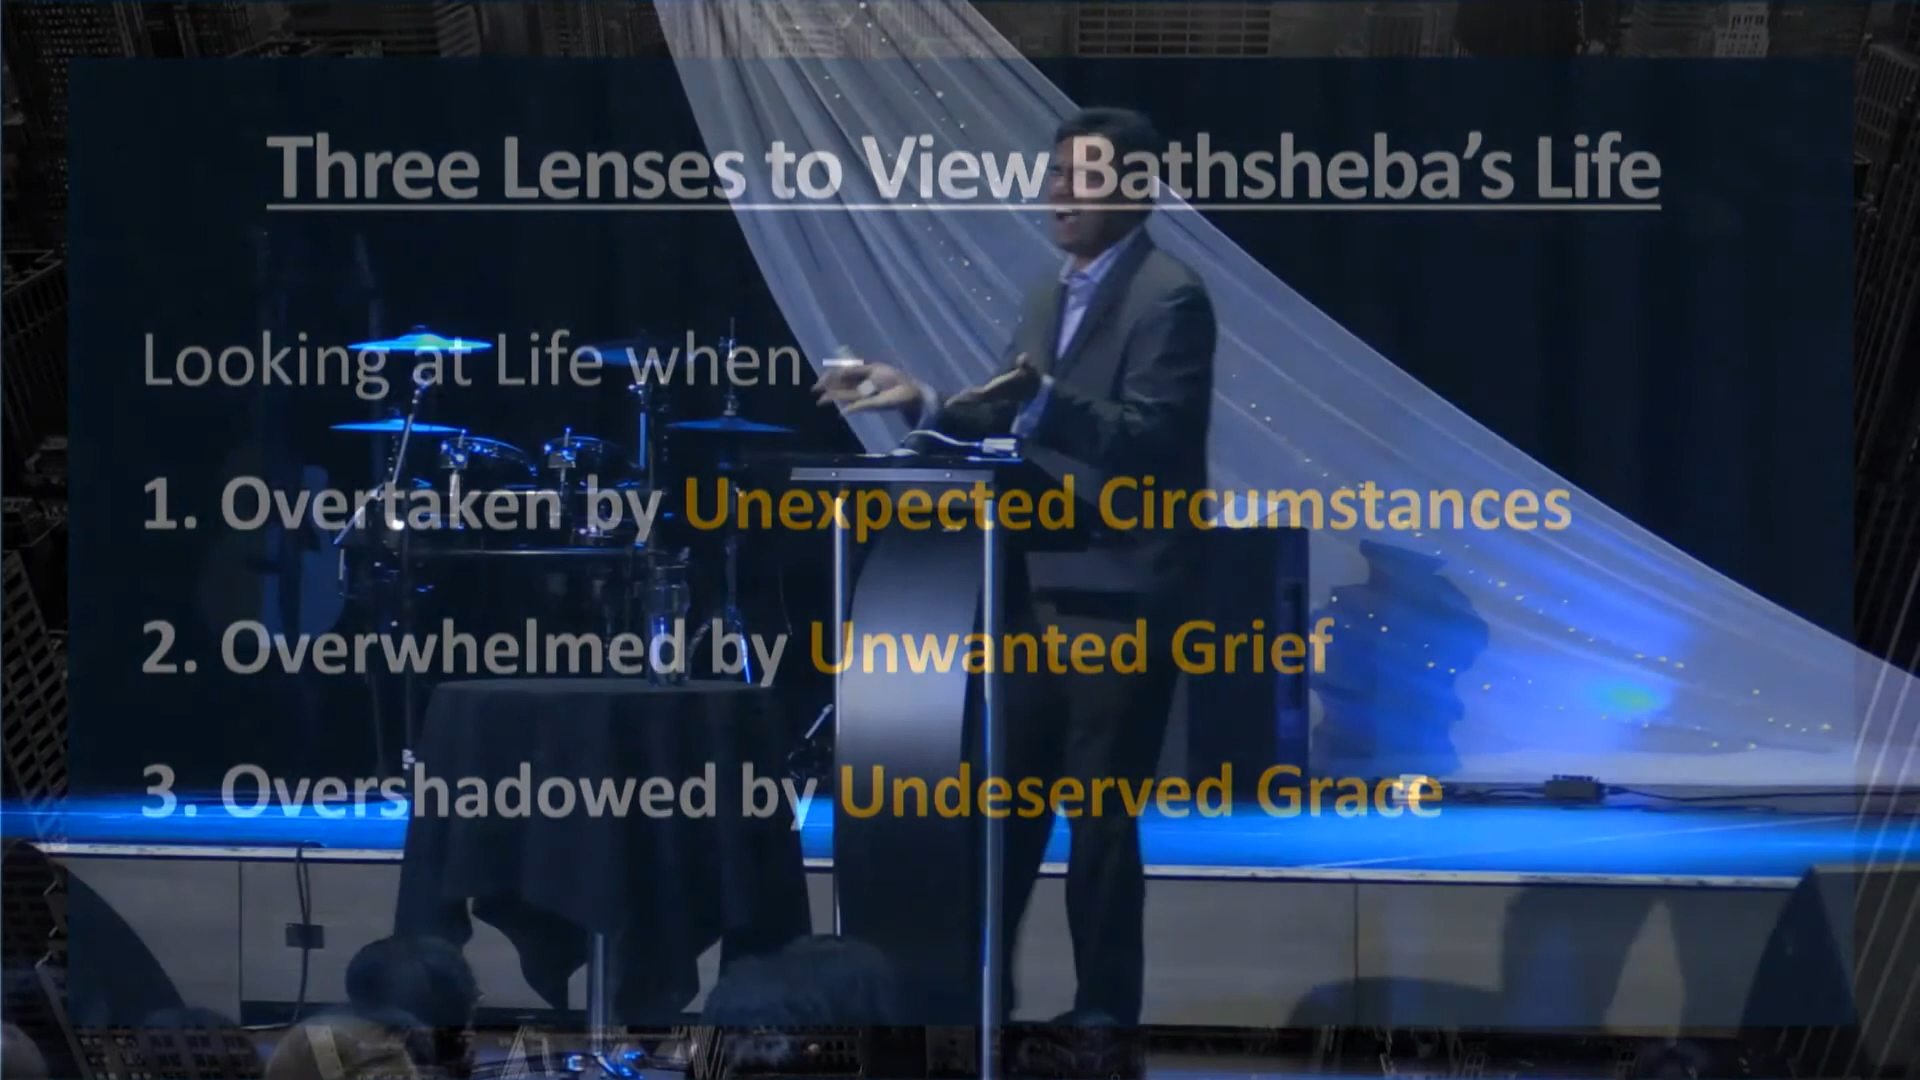 Three Lenses to View Bathsheba’s Life
Looking at Life when –
1. Overtaken by Unexpected Circumstances
2. Overwhelmed by Unwanted Grief
3. Overshadowed by Undeserved Grace